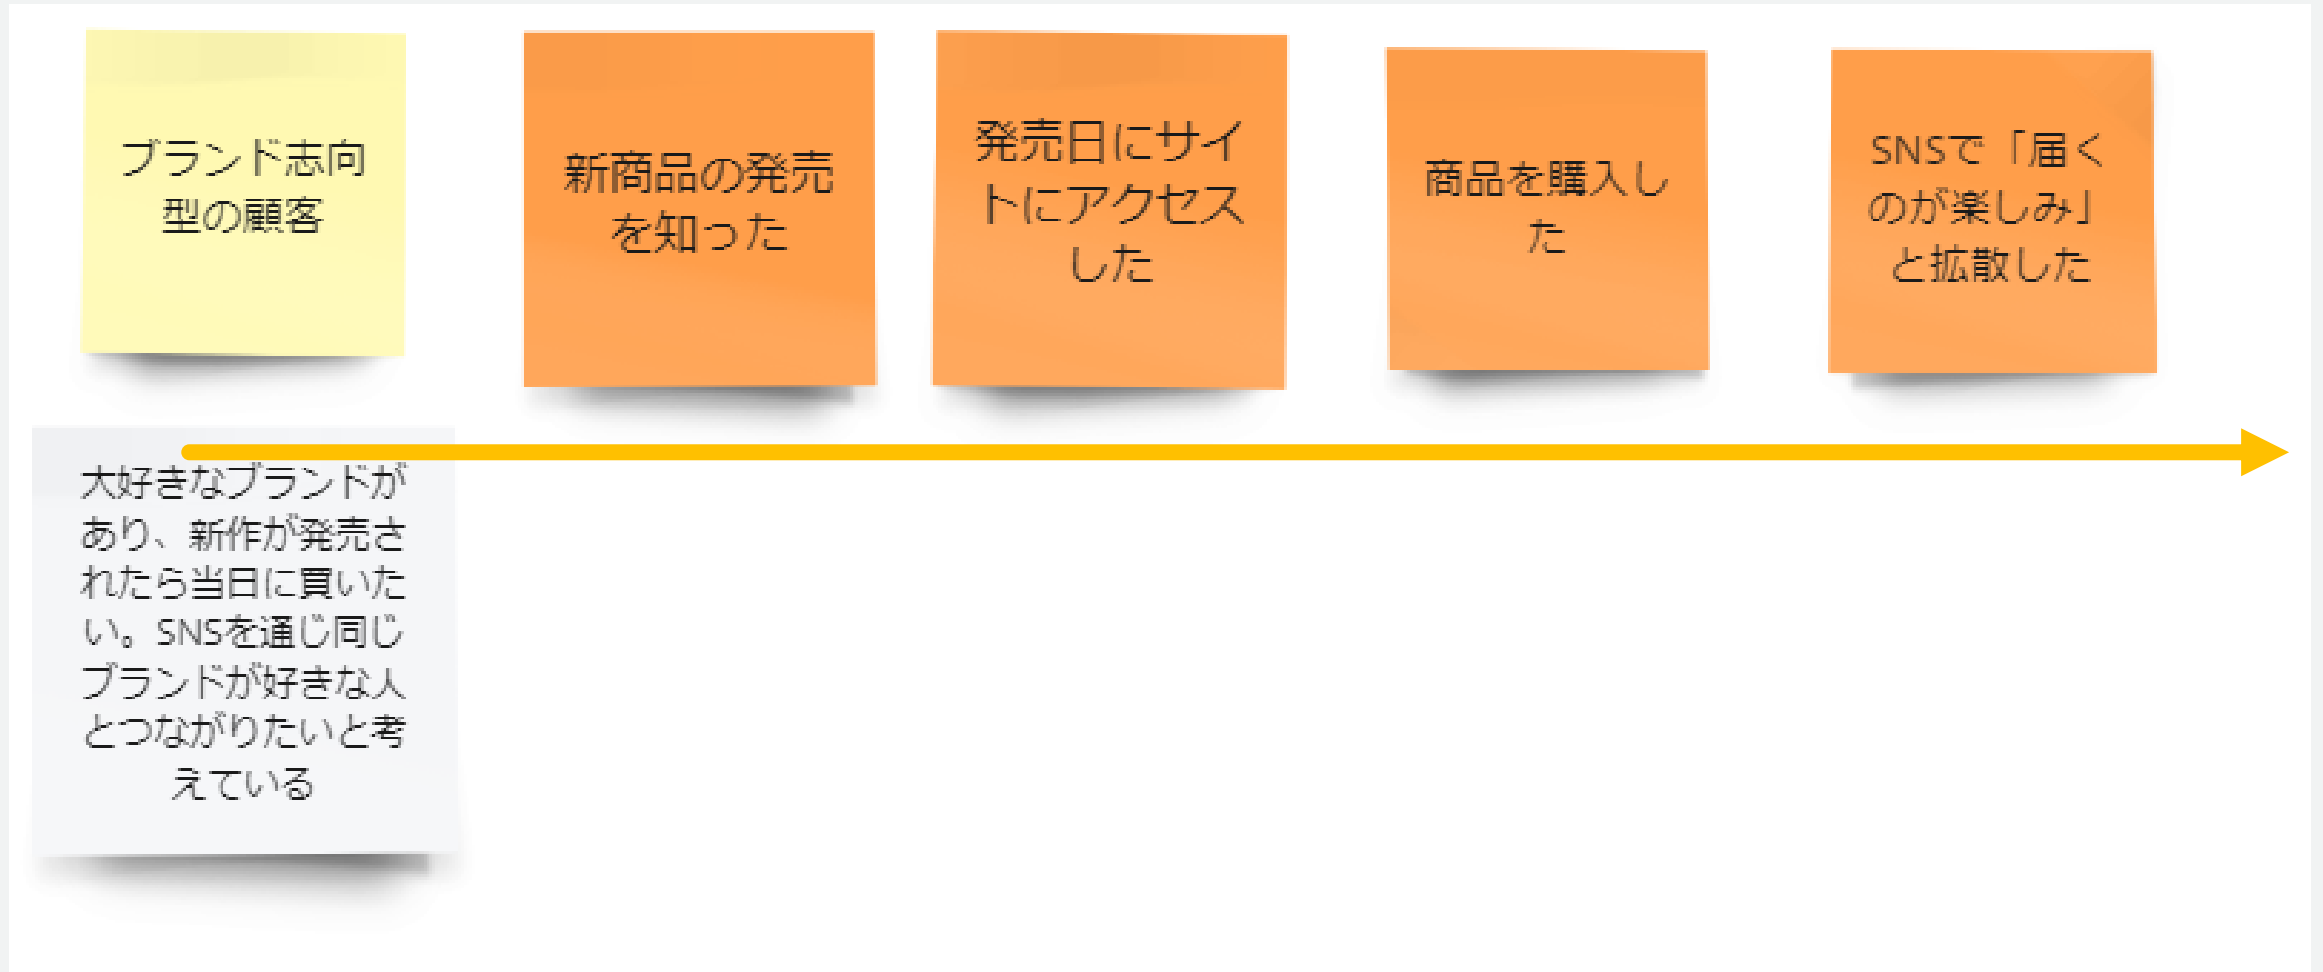 ブランド志向
型の顧客
新商品の発売
を知った
発売日にサイ
トにアクセス
した
商品を購入し
た
SNSで「届く
のが楽しみ」
と拡散した
大好きなブランドが
あり、新作が発売さ
れたら当日に買いた
い。SNSを通じ同じ
ブランドが好きな人
とつながりたいと考
えている